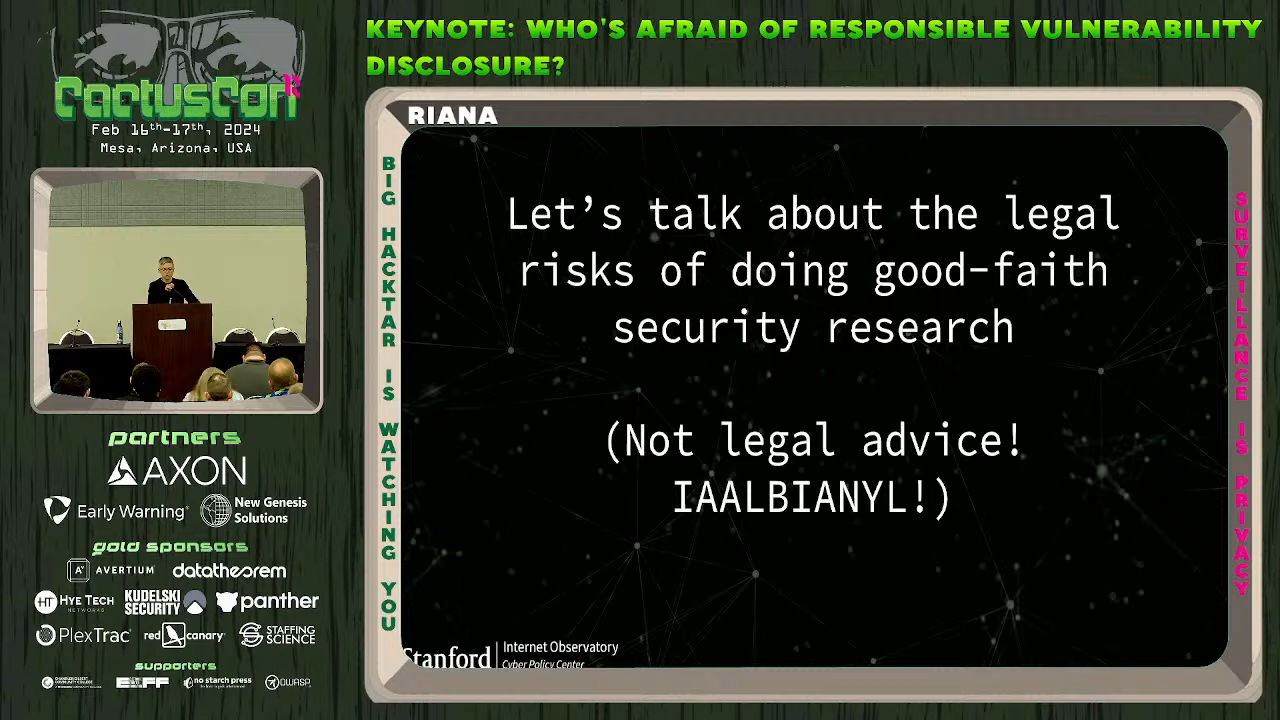 KEYNOTE: WHO'S AFRAID OF RESPONSIBLE VULNERABILITY
DISCLOSURE?
CactusCon
Feb 16th-17th, 2024
Mesa, Arizona, USA
RIANA
BIG HACKTAR IS WATCHING YOU
Let's talk about the legal
risks of doing good-faith
security research
(Not legal advice!
IAALBIANYL!)
Stanford
Internet Observatory
Cyber Policy Center
SURVEILLANCE IS PRIVACY
partners
AXON
Early Warning
New Genesis
Solutions
gold sponsors
AVERTIUM
datatheorem
HT HYE TECH
NETWORKS
KUDELSKI
SECURITY
panther
PlexTrac
red canary
STAFFING
SCIENCE
supporters
EFF
no starch press
OWASP